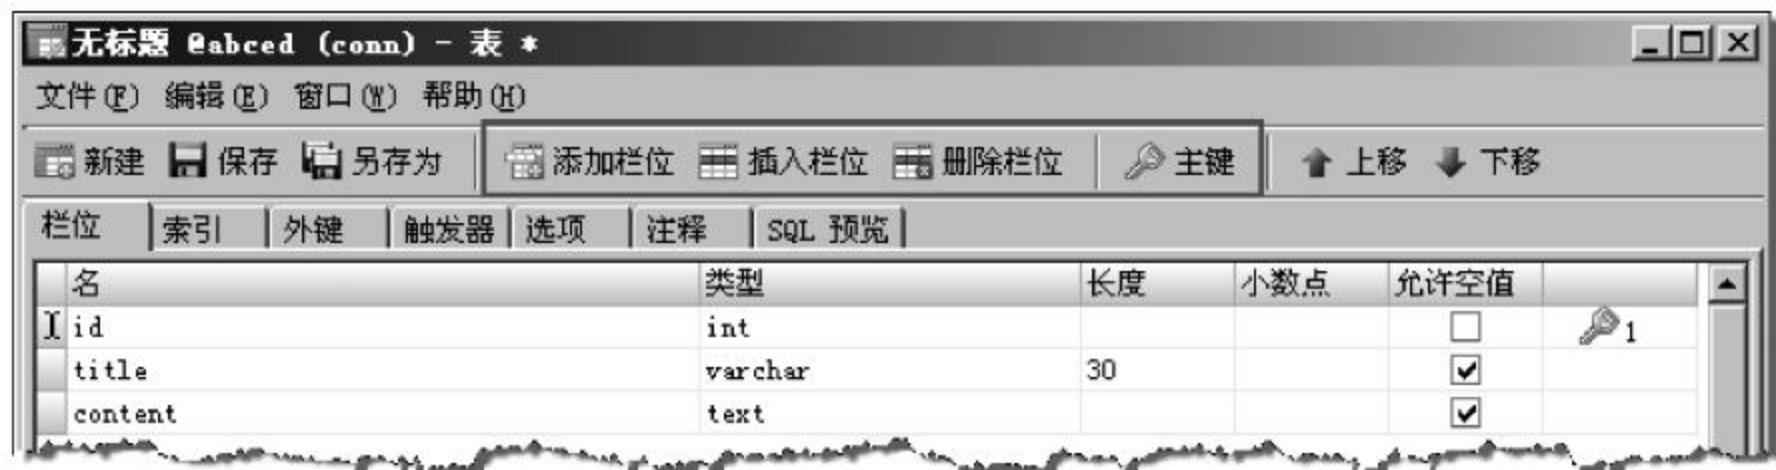 无标题 @abced (conn) - 表 *
文件(F) 编辑(E) 窗口(W) 帮助(H)
新建 保存 另存为 添加栏位 插入栏位 删除栏位 主键 上移 下移
栏位 索引 外键 触发器 选项 注释 SQL 预览
名 类型 长度 小数点 允许空值
id int 1
title varchar 30
content text